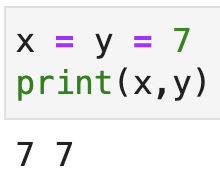 x = y = 7
print(x,y)
7 7